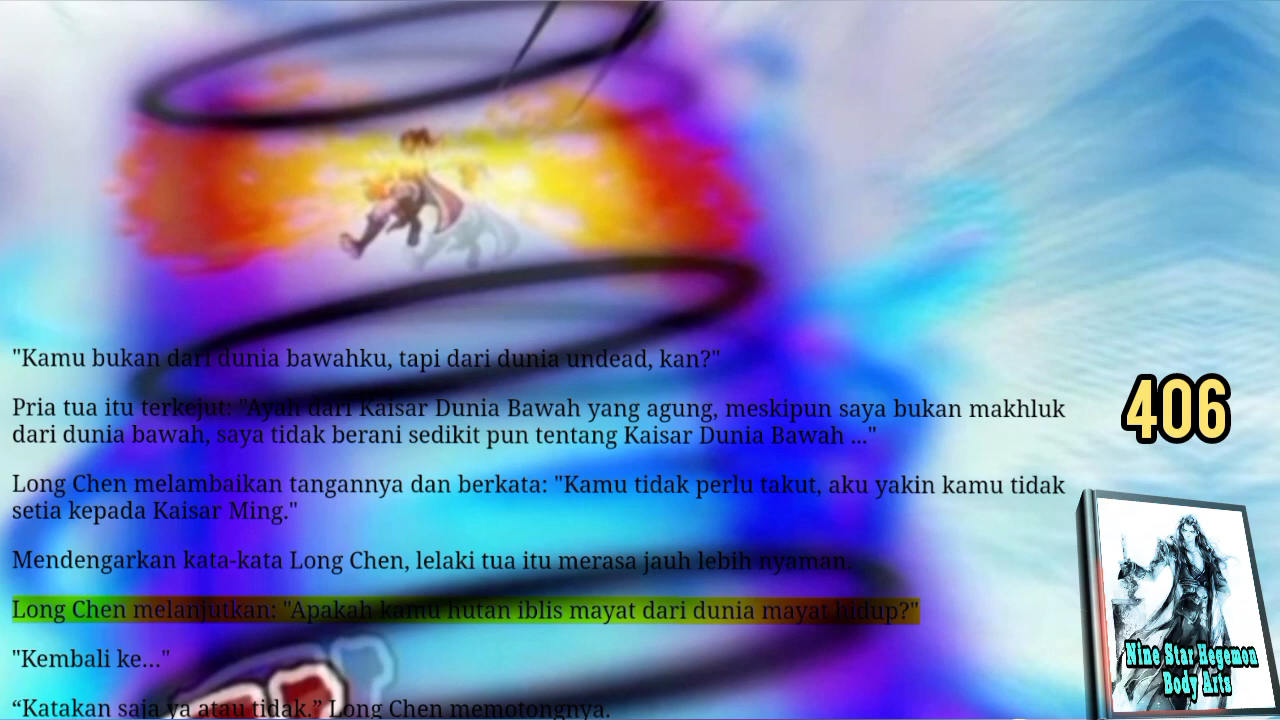 "Kamu bukan dari dunia bawahku, tapi dari dunia undead, kan?"
Pria tua itu terkejut: "Ayah dari Kaisar Dunia Bawah yang agung, meskipun saya bukan makhluk
dari dunia bawah, saya tidak berani sedikit pun tentang Kaisar Dunia Bawah ..."
Long Chen melambaikan tangannya dan berkata: "Kamu tidak perlu takut, aku yakin kamu tidak
setia kepada Kaisar Ming."
Mendengarkan kata-kata Long Chen, lelaki tua itu merasa jauh lebih nyaman.
Long Chen melanjutkan: "Apakah kamu hutan iblis mayat dari dunia mayat hidup?"
"Kembali ke..."
“Katakan saja ya atau tidak.” Long Chen memotongnya.
406
Nine Star Hegemon
Body Arts